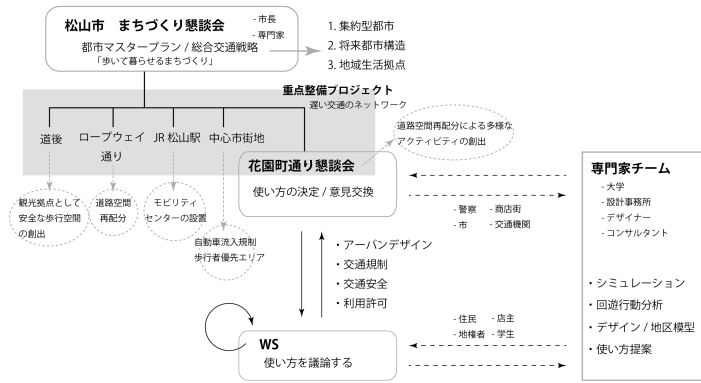 松山市 まちづくり懇談会
- 市長
- 専門家
都市マスタープラン / 総合交通戦略
「歩いて暮らせるまちづくり」
1. 集約型都市
2. 将来都市構造
3. 地域生活拠点
重点整備プロジェクト
遅い交通のネットワーク
道後
ロープウェイ
通り
JR 松山駅
中心市街地
花園町通り懇談会
使い方の決定 / 意見交換
道路空間再配分による多様な
アクティビティの創出
観光拠点として
安全な歩行空間
の創出
道路空間
再配分
モビリティ
センターの設置
自動車流入規制
歩行者優先エリア
- 警察 - 商店街
- 市 - 交通機関
専門家チーム
- 大学
- 設計事務所
- デザイナー
- コンサルタント
・シミュレーション
・回遊行動分析
・デザイン / 地区模型
・使い方提案
・アーバンデザイン
・交通規制
・交通安全
・利用許可
- 住民 - 店主
- 地権者 - 学生
WS
使い方を議論する